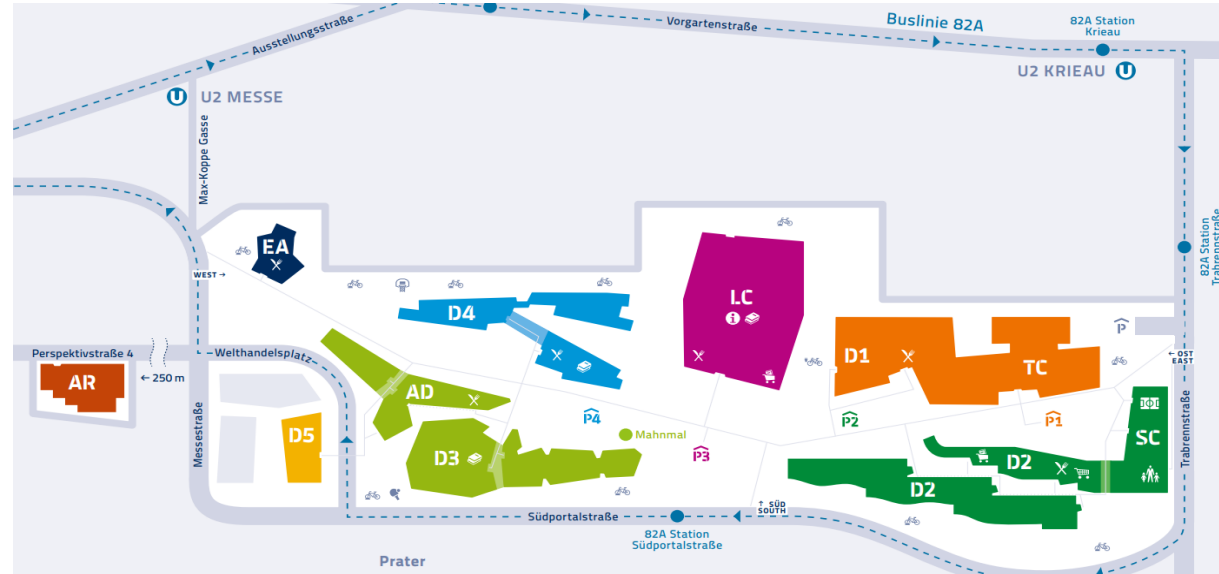 Ausstellungsstraße
Vorgartenstraße
Buslinie 82A
82A Station
Krieau
U2 KRIEAU U
U U2 MESSE
Max-Koppe Gasse
82A Station
Trabrennstraße
EA
WEST →
D4
LC
i
P
D1
TC
← OST
EAST
Perspektivstraße 4
← 250 m
Welthandelsplatz
AR
AD
D5
Messestraße
P4
Mahnmal
P3
P2
P1
SC
Trabrennstraße
D3
D2
D2
↑ SÜD
SOUTH
Südportalstraße
82A Station
Südportalstraße
Prater